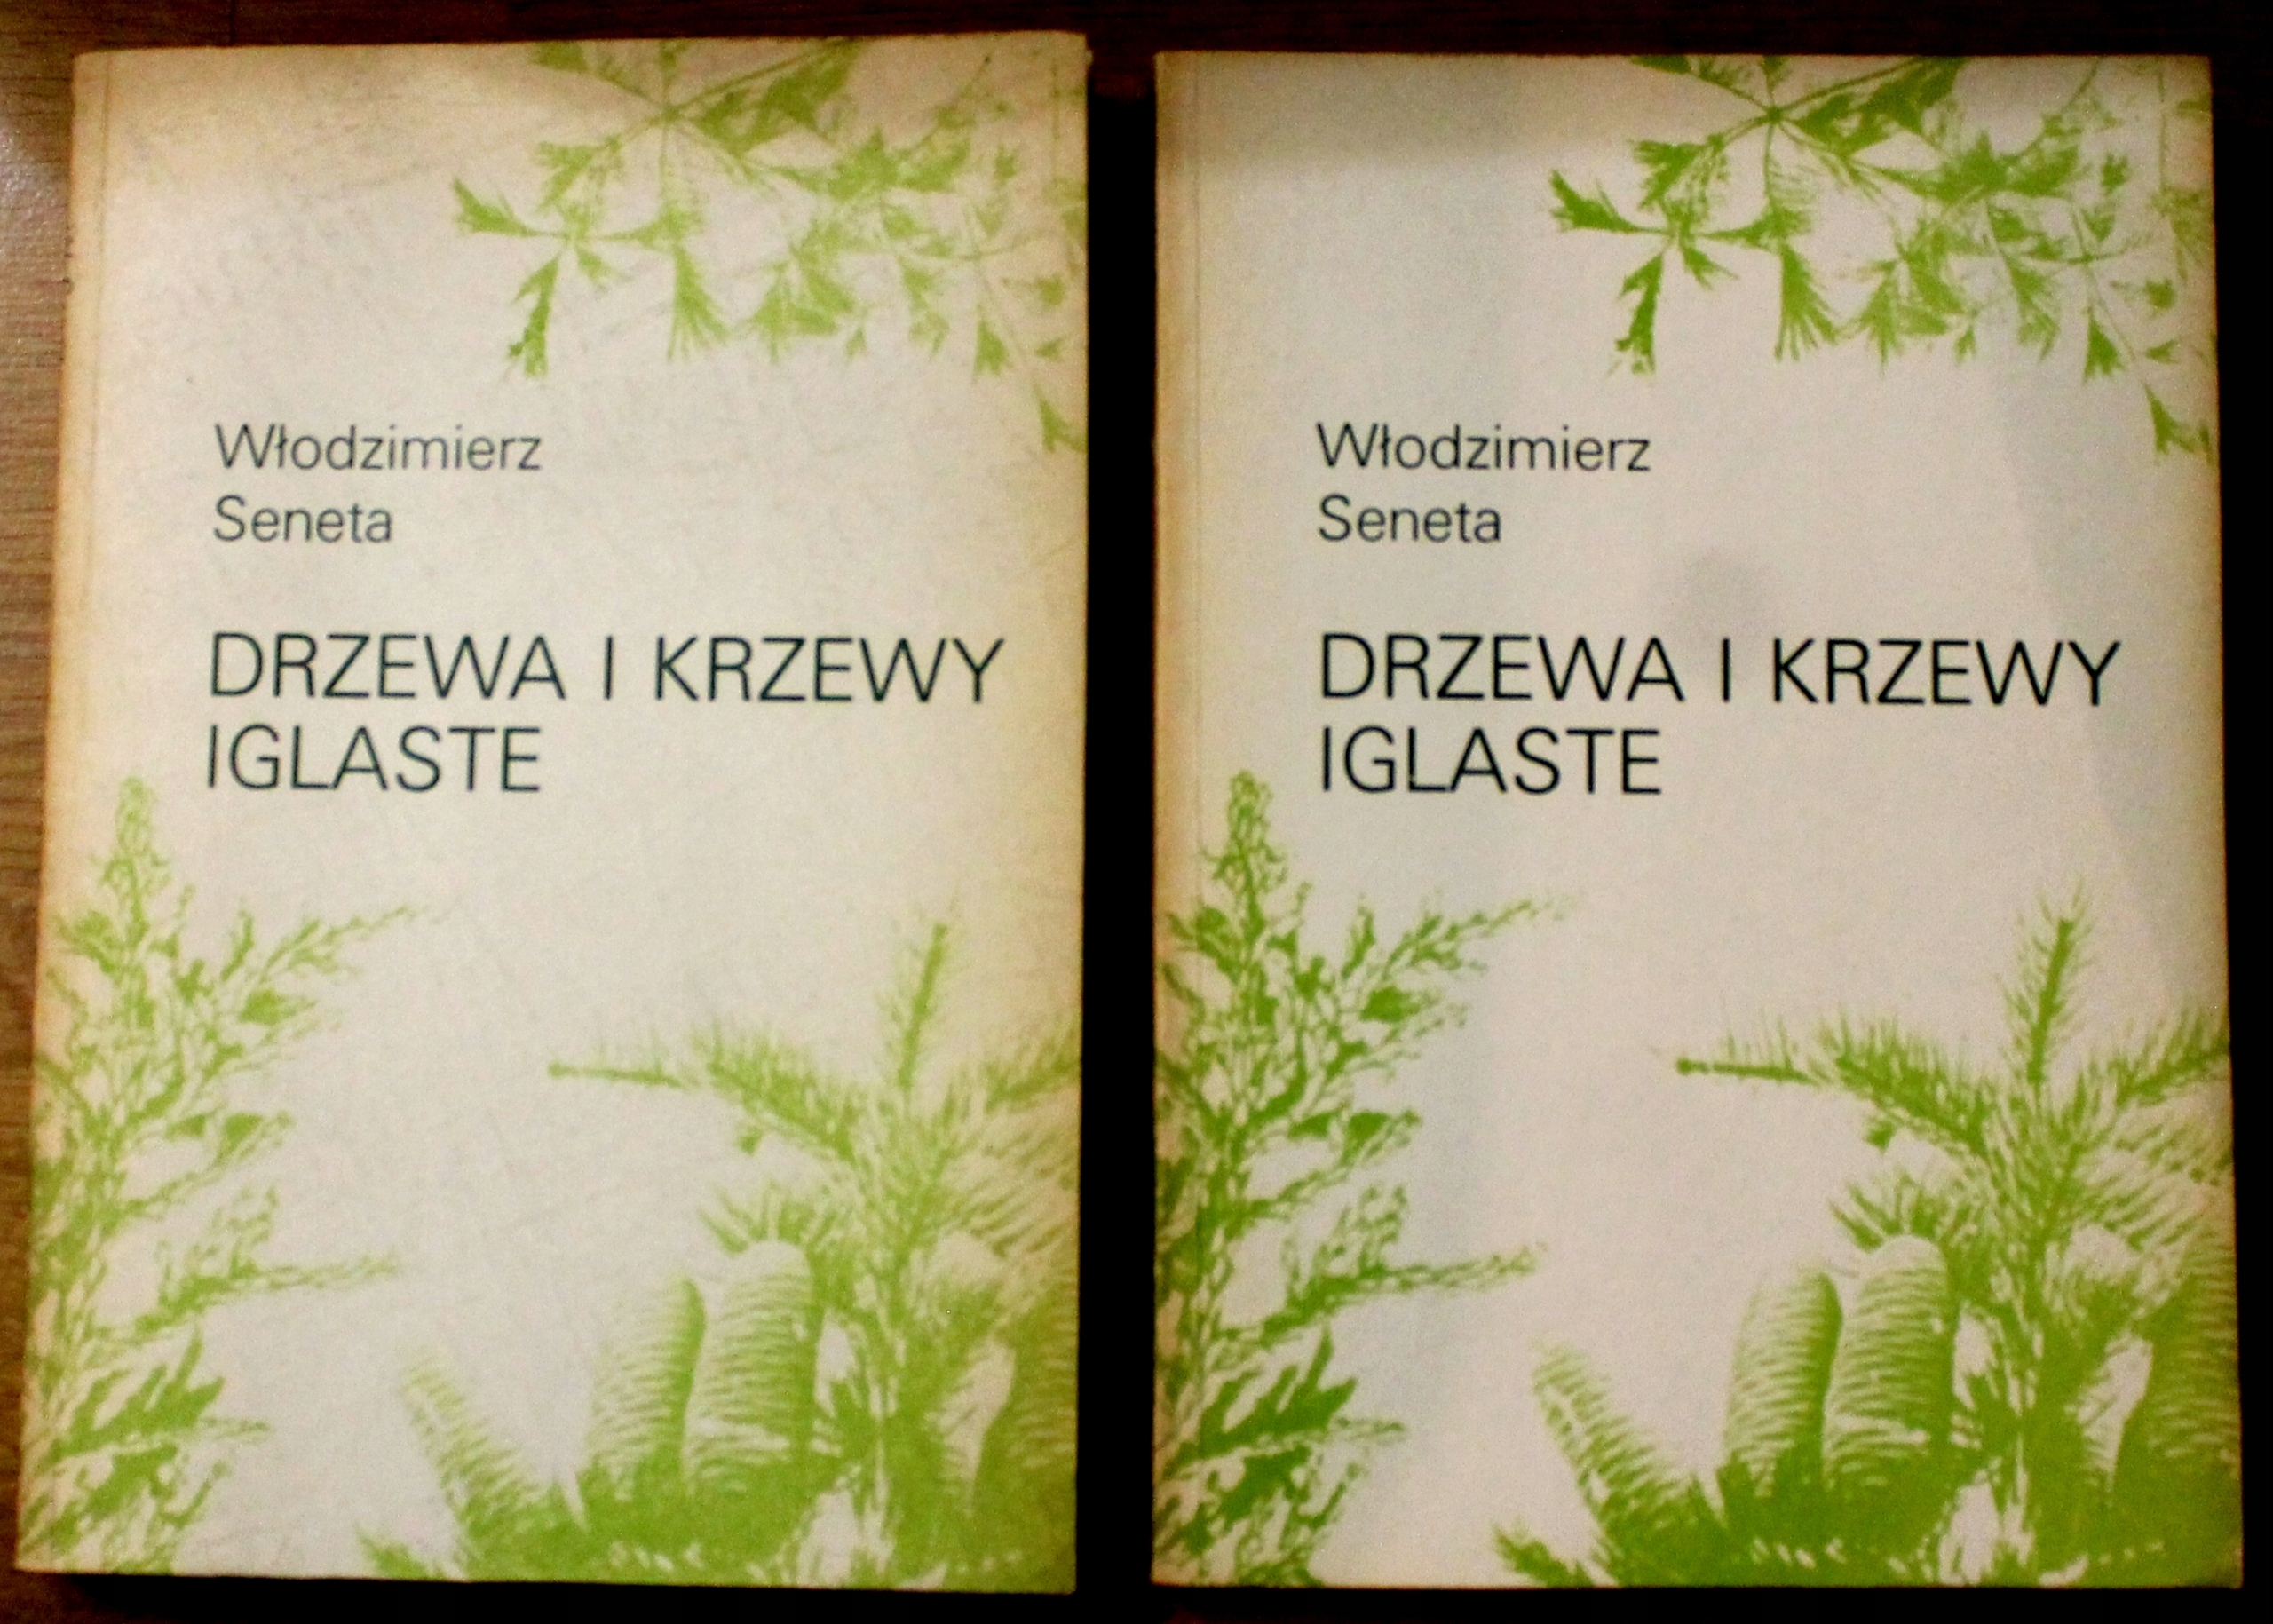 Włodzimierz
Seneta
DRZEWA I KRZEWY
IGLASTE
Włodzimierz
Seneta
DRZEWA I KRZEWY
IGLASTE